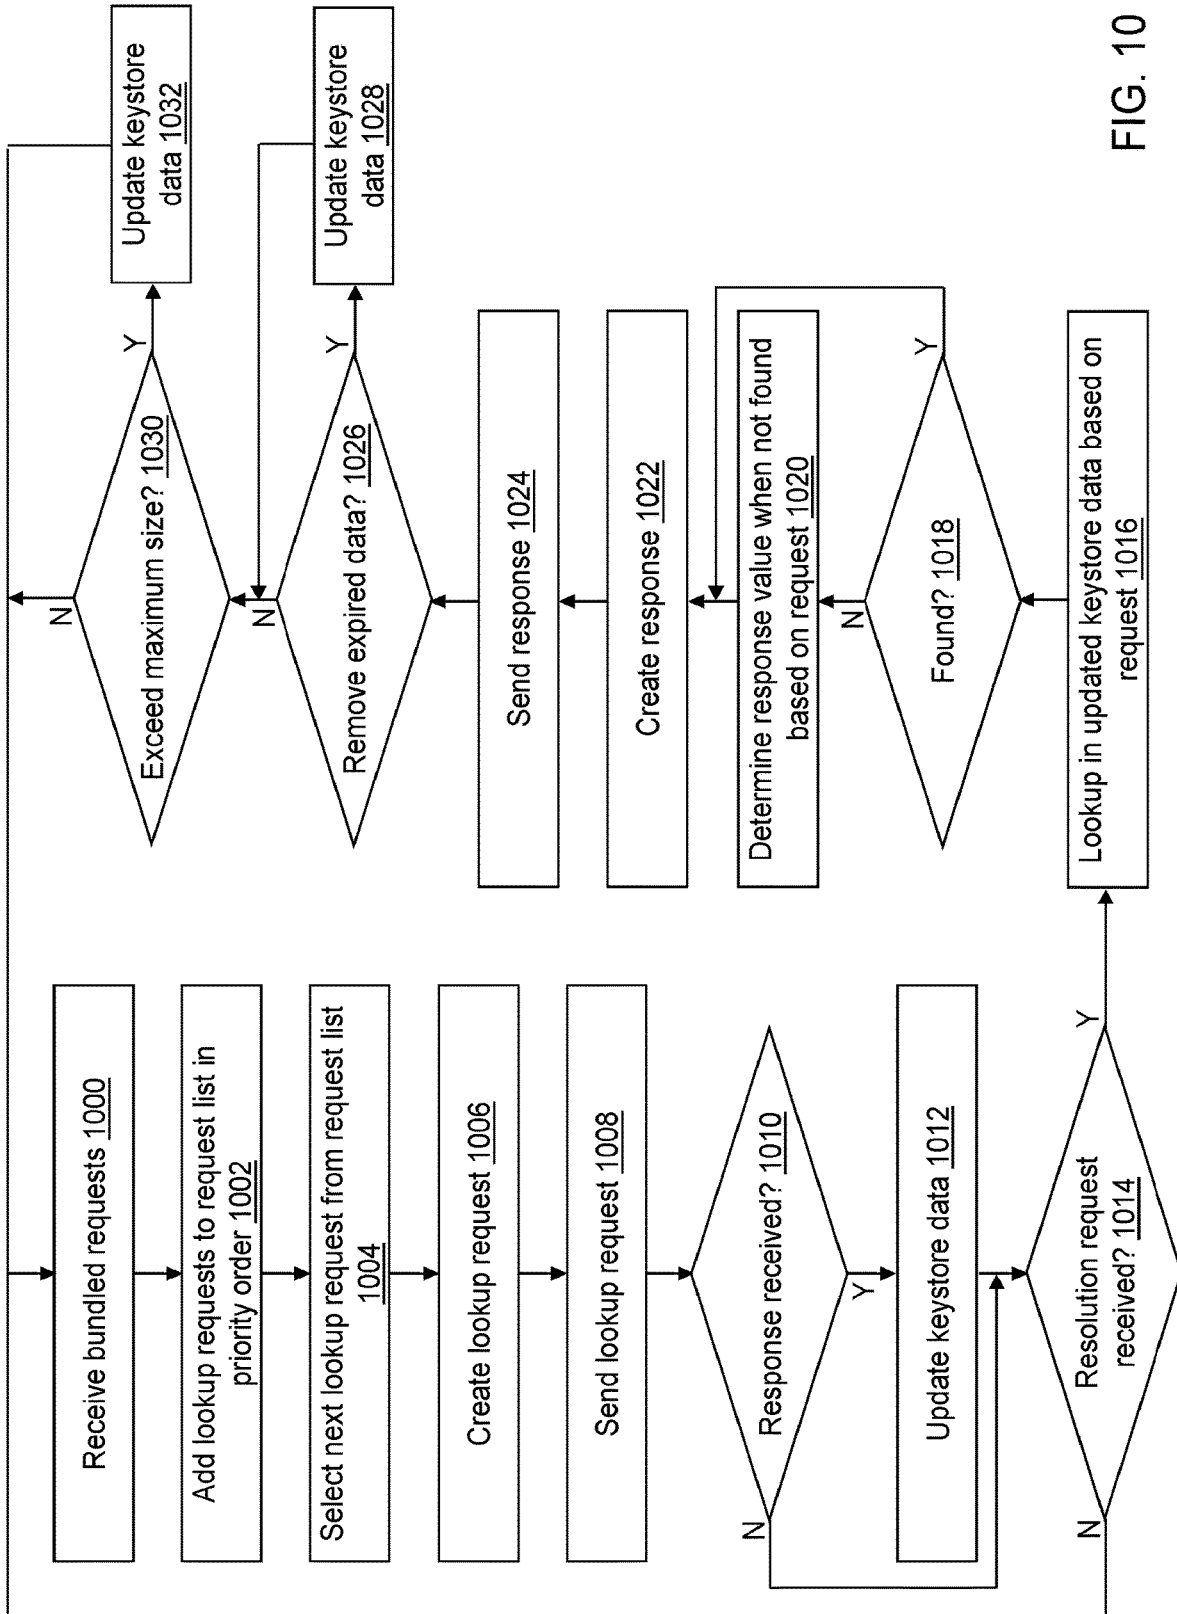 Receive bundled requests 1000
Add lookup requests to request list in
priority order 1002
Select next lookup request from request list
1004
Create lookup request 1006
Send lookup request 1008
Response received? 1010
N
Y
Update keystore data 1012
Resolution request
received? 1014
N
Y
Lookup in updated keystore data based on
request 1016
Found? 1018
N
Y
Determine response value when not found
based on request 1020
Create response 1022
Send response 1024
Remove expired data? 1026
N
Y
Update keystore
data 1028
Exceed maximum size? 1030
N
Y
Update keystore
data 1032
FIG. 10